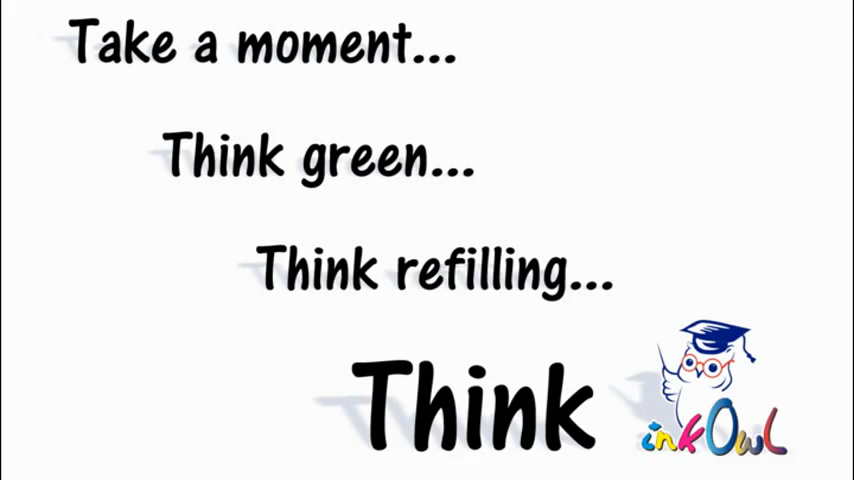 Take a moment...
Think green...
Think refilling...
Think inkOwl